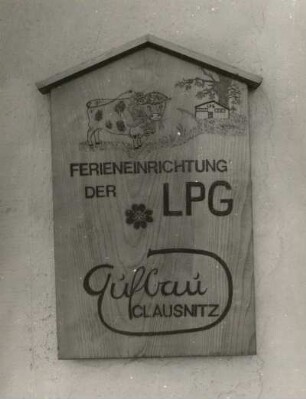 FERIENEINRICHTUNG
DER LPG
Aufbau
CLAUSNITZ